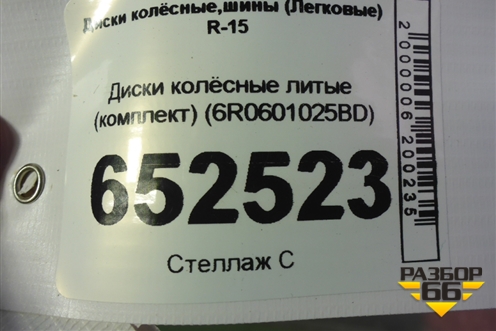 Диски колёсные,шины (Легковые)
R-15
Диски колёсные литые
(комплект) (6R0601025BD)
652523
Стеллаж С
2000006200235
РАЗБОР
66